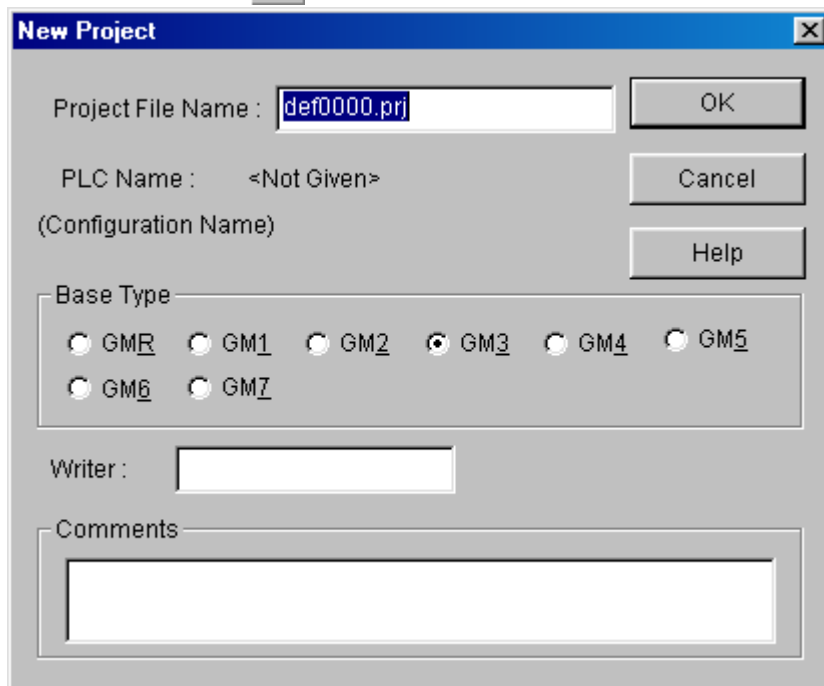 New Project
Project File Name : def0000.prj OK
PLC Name : <Not Given> Cancel
(Configuration Name)
Help
Base Type
GMR GM1 GM2 GM3 GM4 GM5
GM6 GM7
Writer :
Comments